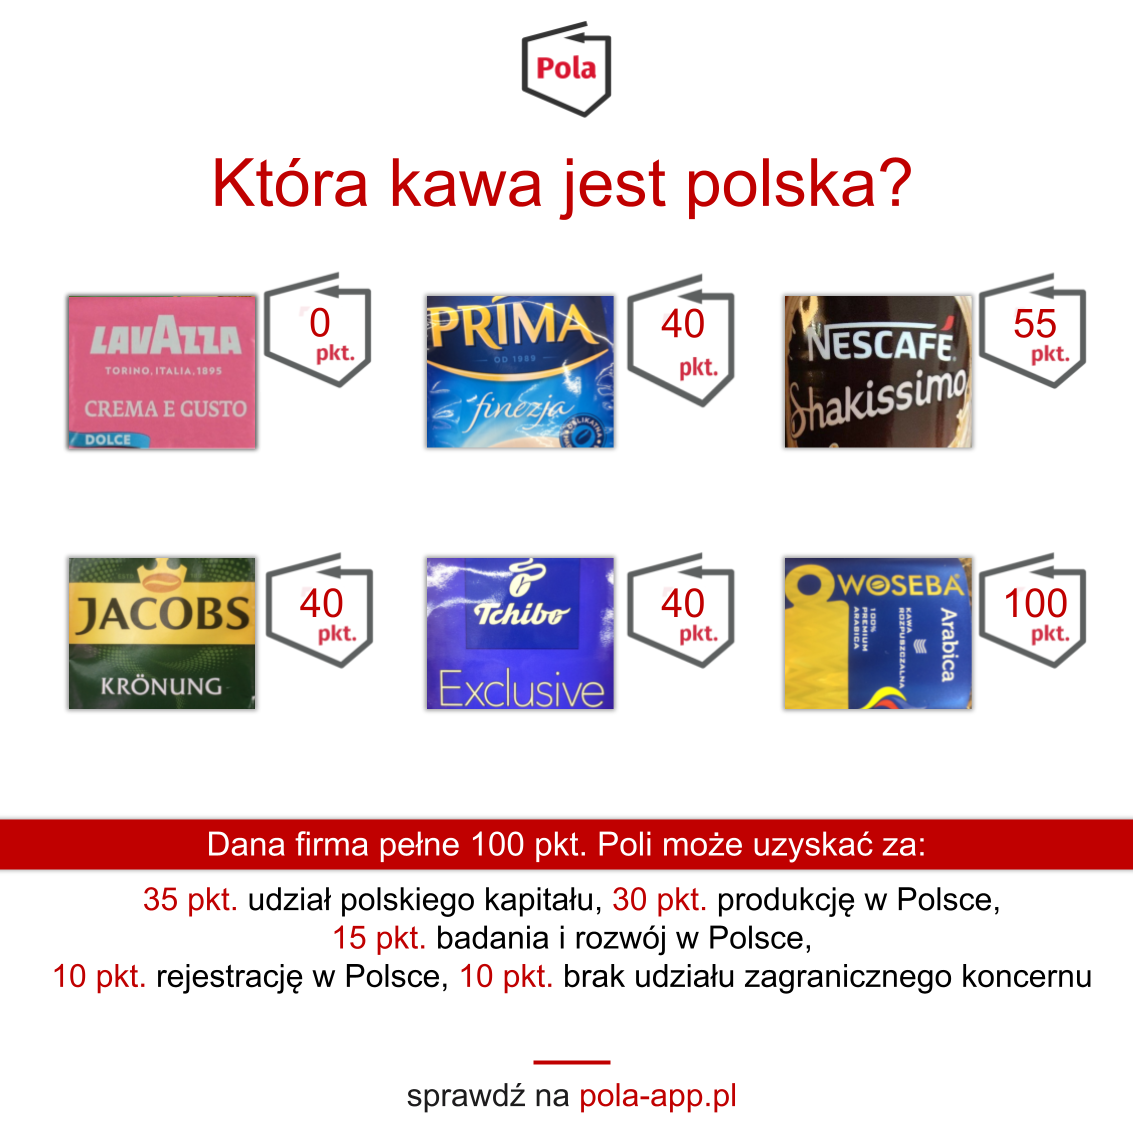 Pola
Która kawa jest polska?
LAVAZZA
TORINO, ITALIA, 1895
CREMA E GUSTO
DOLCE
0
pkt.
PRIMA
OD 1989
finezja
DELIKATNA
40
pkt.
NESCAFÉ
Shakissimo
55
pkt.
JACOBS
KRÖNUNG
40
pkt.
Tchibo
Exclusive
40
pkt.
WOSEBA
Arabica
KAWA
ROZPUSZCZALNA
100%
PREMIUM
ARABICA
100
pkt.
Dana firma pełne 100 pkt. Poli może uzyskać za:
35 pkt. udział polskiego kapitału, 30 pkt. produkcję w Polsce,
15 pkt. badania i rozwój w Polsce,
10 pkt. rejestrację w Polsce, 10 pkt. brak udziału zagranicznego koncernu
sprawdź na pola-app.pl